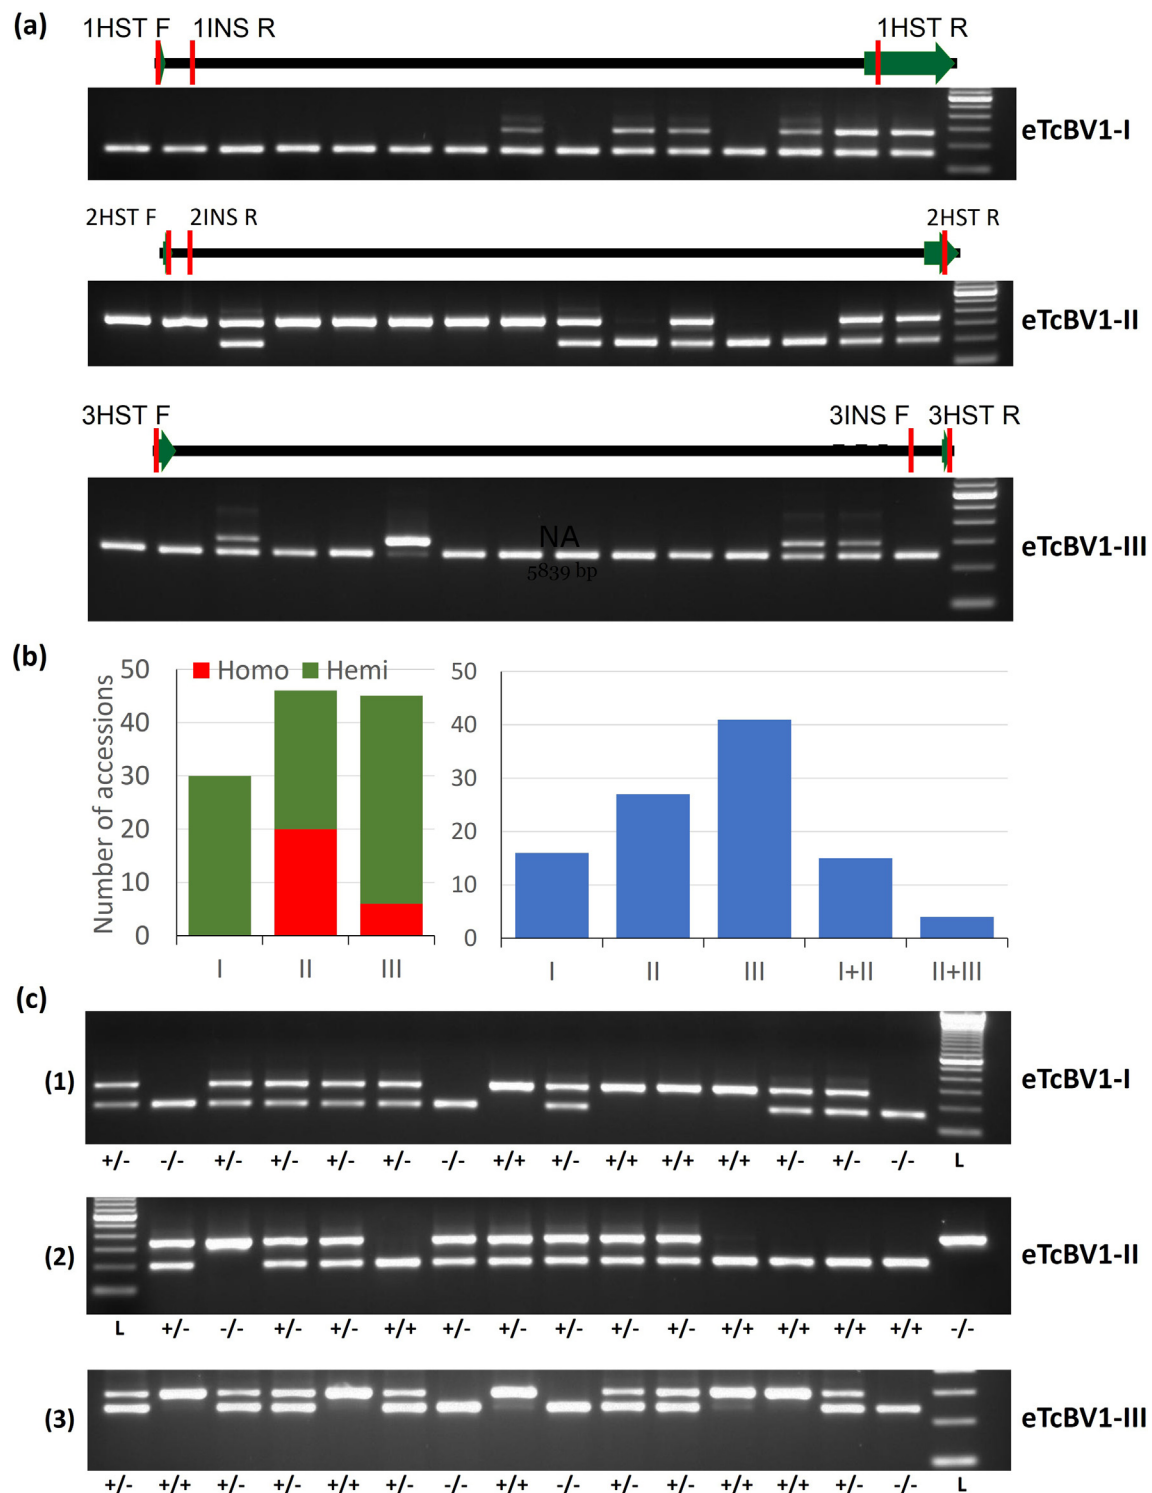 (a)
1HST F 1INS R 1HST R
eTcBV1-I
2HST F 2INS R 2HST R
eTcBV1-II
3HST F 3INS F 3HST R
NA
5839 bp
eTcBV1-III
(b)
Number of accessions
50
40
30
20
10
0
Homo Hemi
I II III
50
40
30
20
10
0
I II III I+II II+III
(c)
(1)
eTcBV1-I
+/- -/- +/- +/- +/- +/- -/- +/+ +/- +/+ +/+ +/+ +/- +/- -/- L
(2)
eTcBV1-II
L +/- -/- +/- +/- +/+ +/- +/- +/- +/- +/- +/+ +/+ +/+ +/+ -/-
(3)
eTcBV1-III
+/- +/+ +/- +/- +/+ +/- -/- +/+ -/- +/- +/- +/+ +/+ +/- -/- L